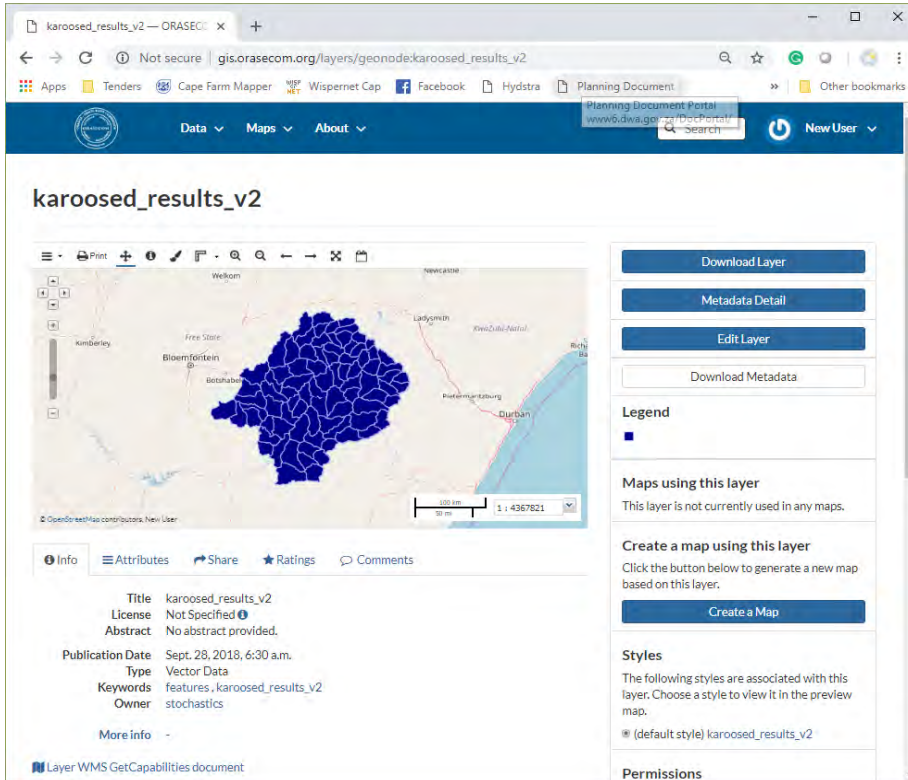 karoosed_results_v2 — ORASEC
Not secure | gis.orasecom.org/layers/geonode:karoosed_results_v2
Apps Tenders Cape Farm Mapper Wispernet Cap Facebook Hydstra Planning Document » Other bookmarks
Planning Document Portal
www6.dwa.gov.za/DocPortal/
Data Maps About Search New User
karoosed_results_v2
Print
Welkom
Newcastle
Ladysmith
KwaZulu-Natal
Free State
Kimberley
Bloemfontein
Botshabel
Rich
Ba
Pietermaritzburg
Durban
100 km
50 mi
1 : 4367821
© OpenStreetMap contributors, New User
Info Attributes Share Ratings Comments
Title karoosed_results_v2
License Not Specified
Abstract No abstract provided.
Publication Date Sept. 28, 2018, 6:30 a.m.
Type Vector Data
Keywords features , karoosed_results_v2
Owner stochastics
More info -
Layer WMS GetCapabilities document
Download Layer
Metadata Detail
Edit Layer
Download Metadata
Legend
Maps using this layer
This layer is not currently used in any maps.
Create a map using this layer
Click the button below to generate a new map
based on this layer.
Create a Map
Styles
The following styles are associated with this
layer. Choose a style to view it in the preview
map.
(default style) karoosed_results_v2
Permissions